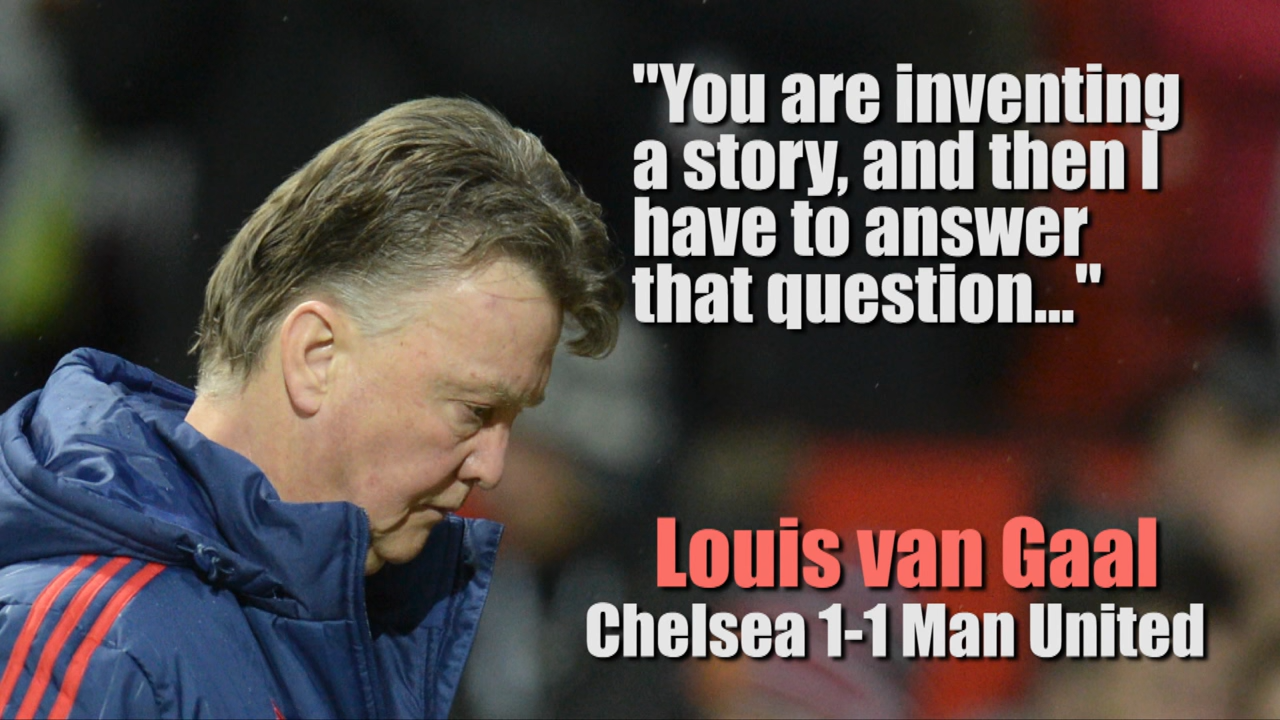 "You are inventing
a story, and then I
have to answer
that question..."
Louis van Gaal
Chelsea 1-1 Man United